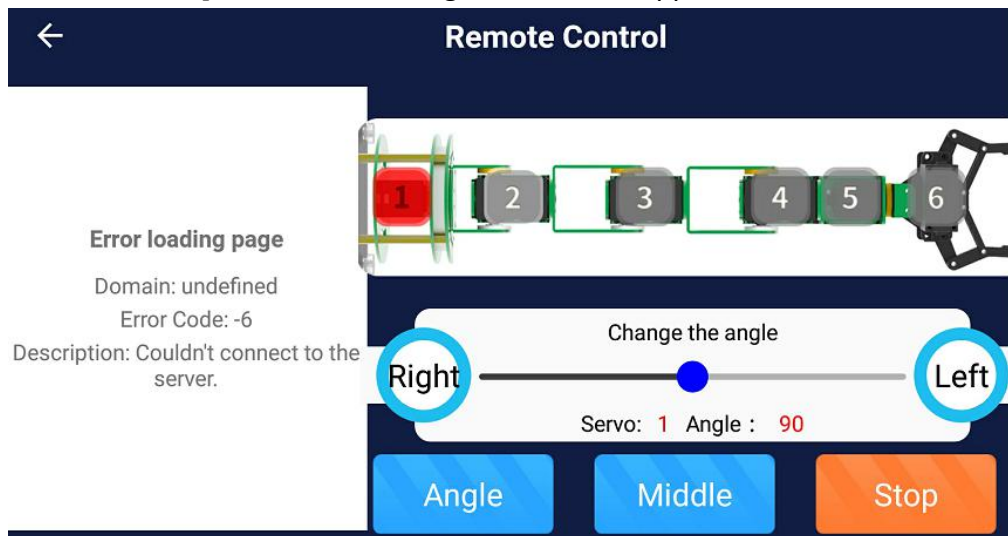 Remote Control
Error loading page
Domain: undefined
Error Code: -6
Description: Couldn't connect to the
server.
1 2 3 4 5 6
Change the angle
Right Left
Servo: 1 Angle : 90
Angle Middle Stop